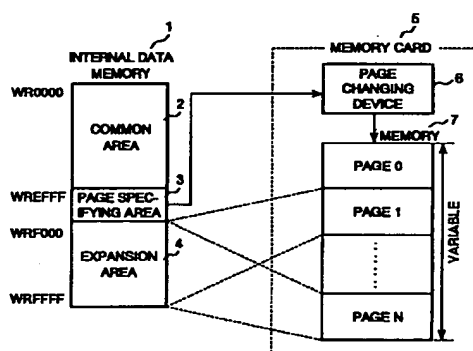 1
INTERNAL DATA
MEMORY
WR0000
2
COMMON
AREA
3
WREFFF
PAGE SPEC-
IFYING AREA
WRF000
4
EXPANSION
AREA
WRFFFF
5
MEMORY CARD
PAGE
CHANGING
DEVICE
6
7
MEMORY
PAGE 0
PAGE 1
PAGE N
VARIABLE